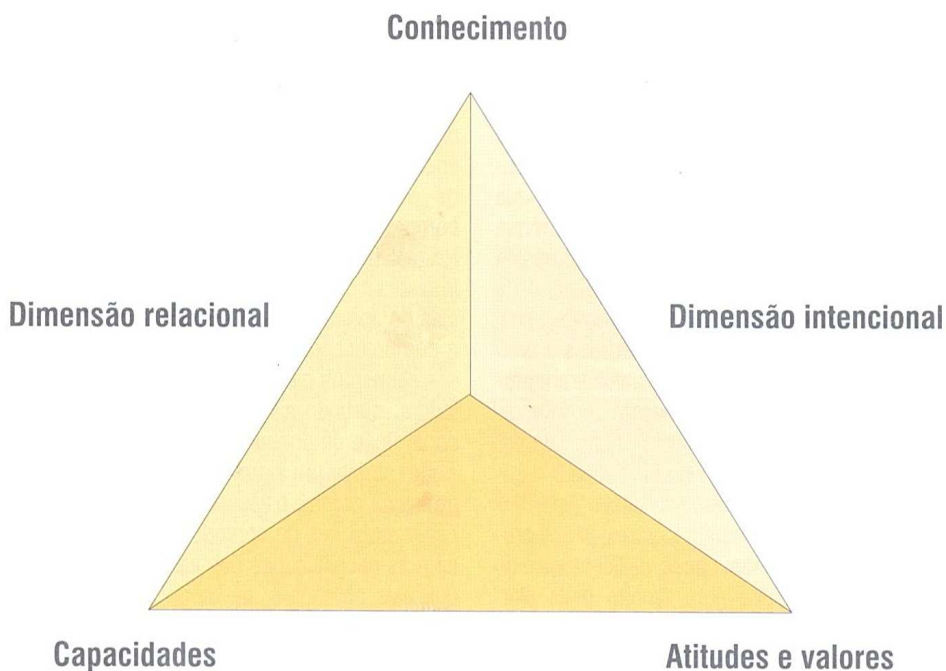 Conhecimento
Dimensão relacional
Dimensão intencional
Capacidades
Atitudes e valores